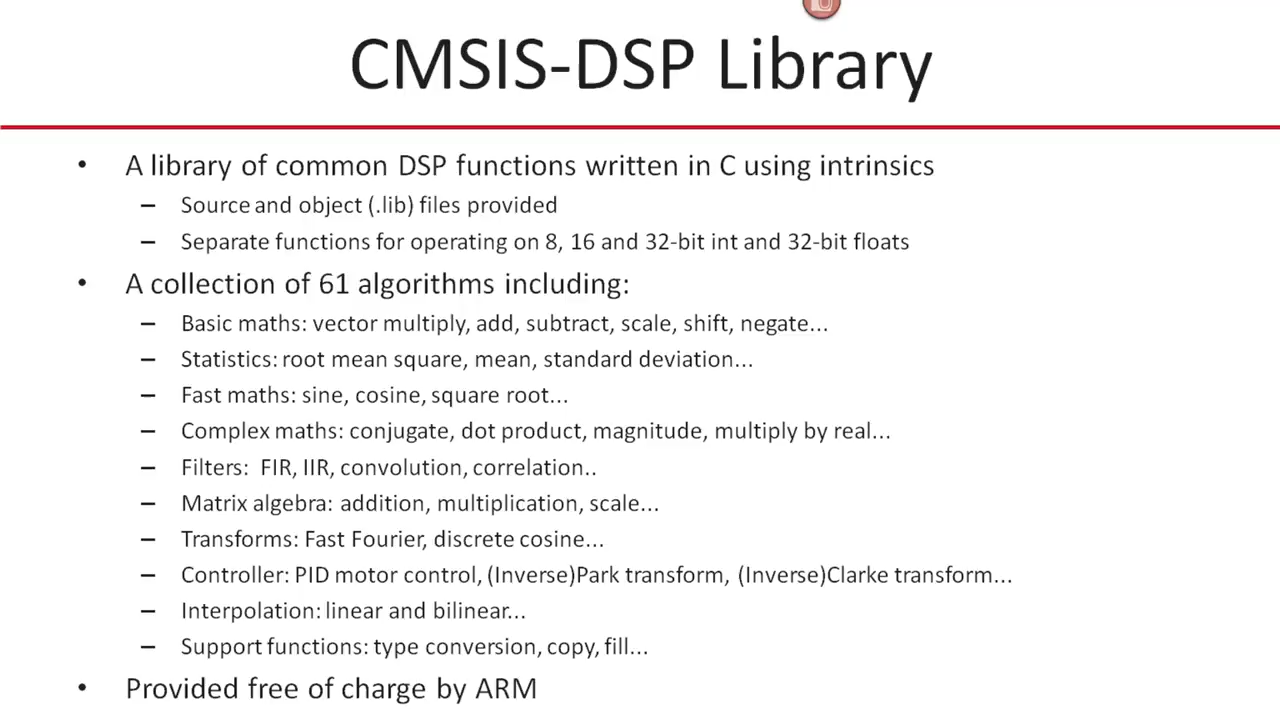 CMSIS-DSP Library
• A library of common DSP functions written in C using intrinsics
– Source and object (.lib) files provided
– Separate functions for operating on 8, 16 and 32-bit int and 32-bit floats
• A collection of 61 algorithms including:
– Basic maths: vector multiply, add, subtract, scale, shift, negate...
– Statistics: root mean square, mean, standard deviation...
– Fast maths: sine, cosine, square root...
– Complex maths: conjugate, dot product, magnitude, multiply by real...
– Filters: FIR, IIR, convolution, correlation..
– Matrix algebra: addition, multiplication, scale...
– Transforms: Fast Fourier, discrete cosine...
– Controller: PID motor control, (Inverse)Park transform, (Inverse)Clarke transform...
– Interpolation: linear and bilinear...
– Support functions: type conversion, copy, fill...
• Provided free of charge by ARM